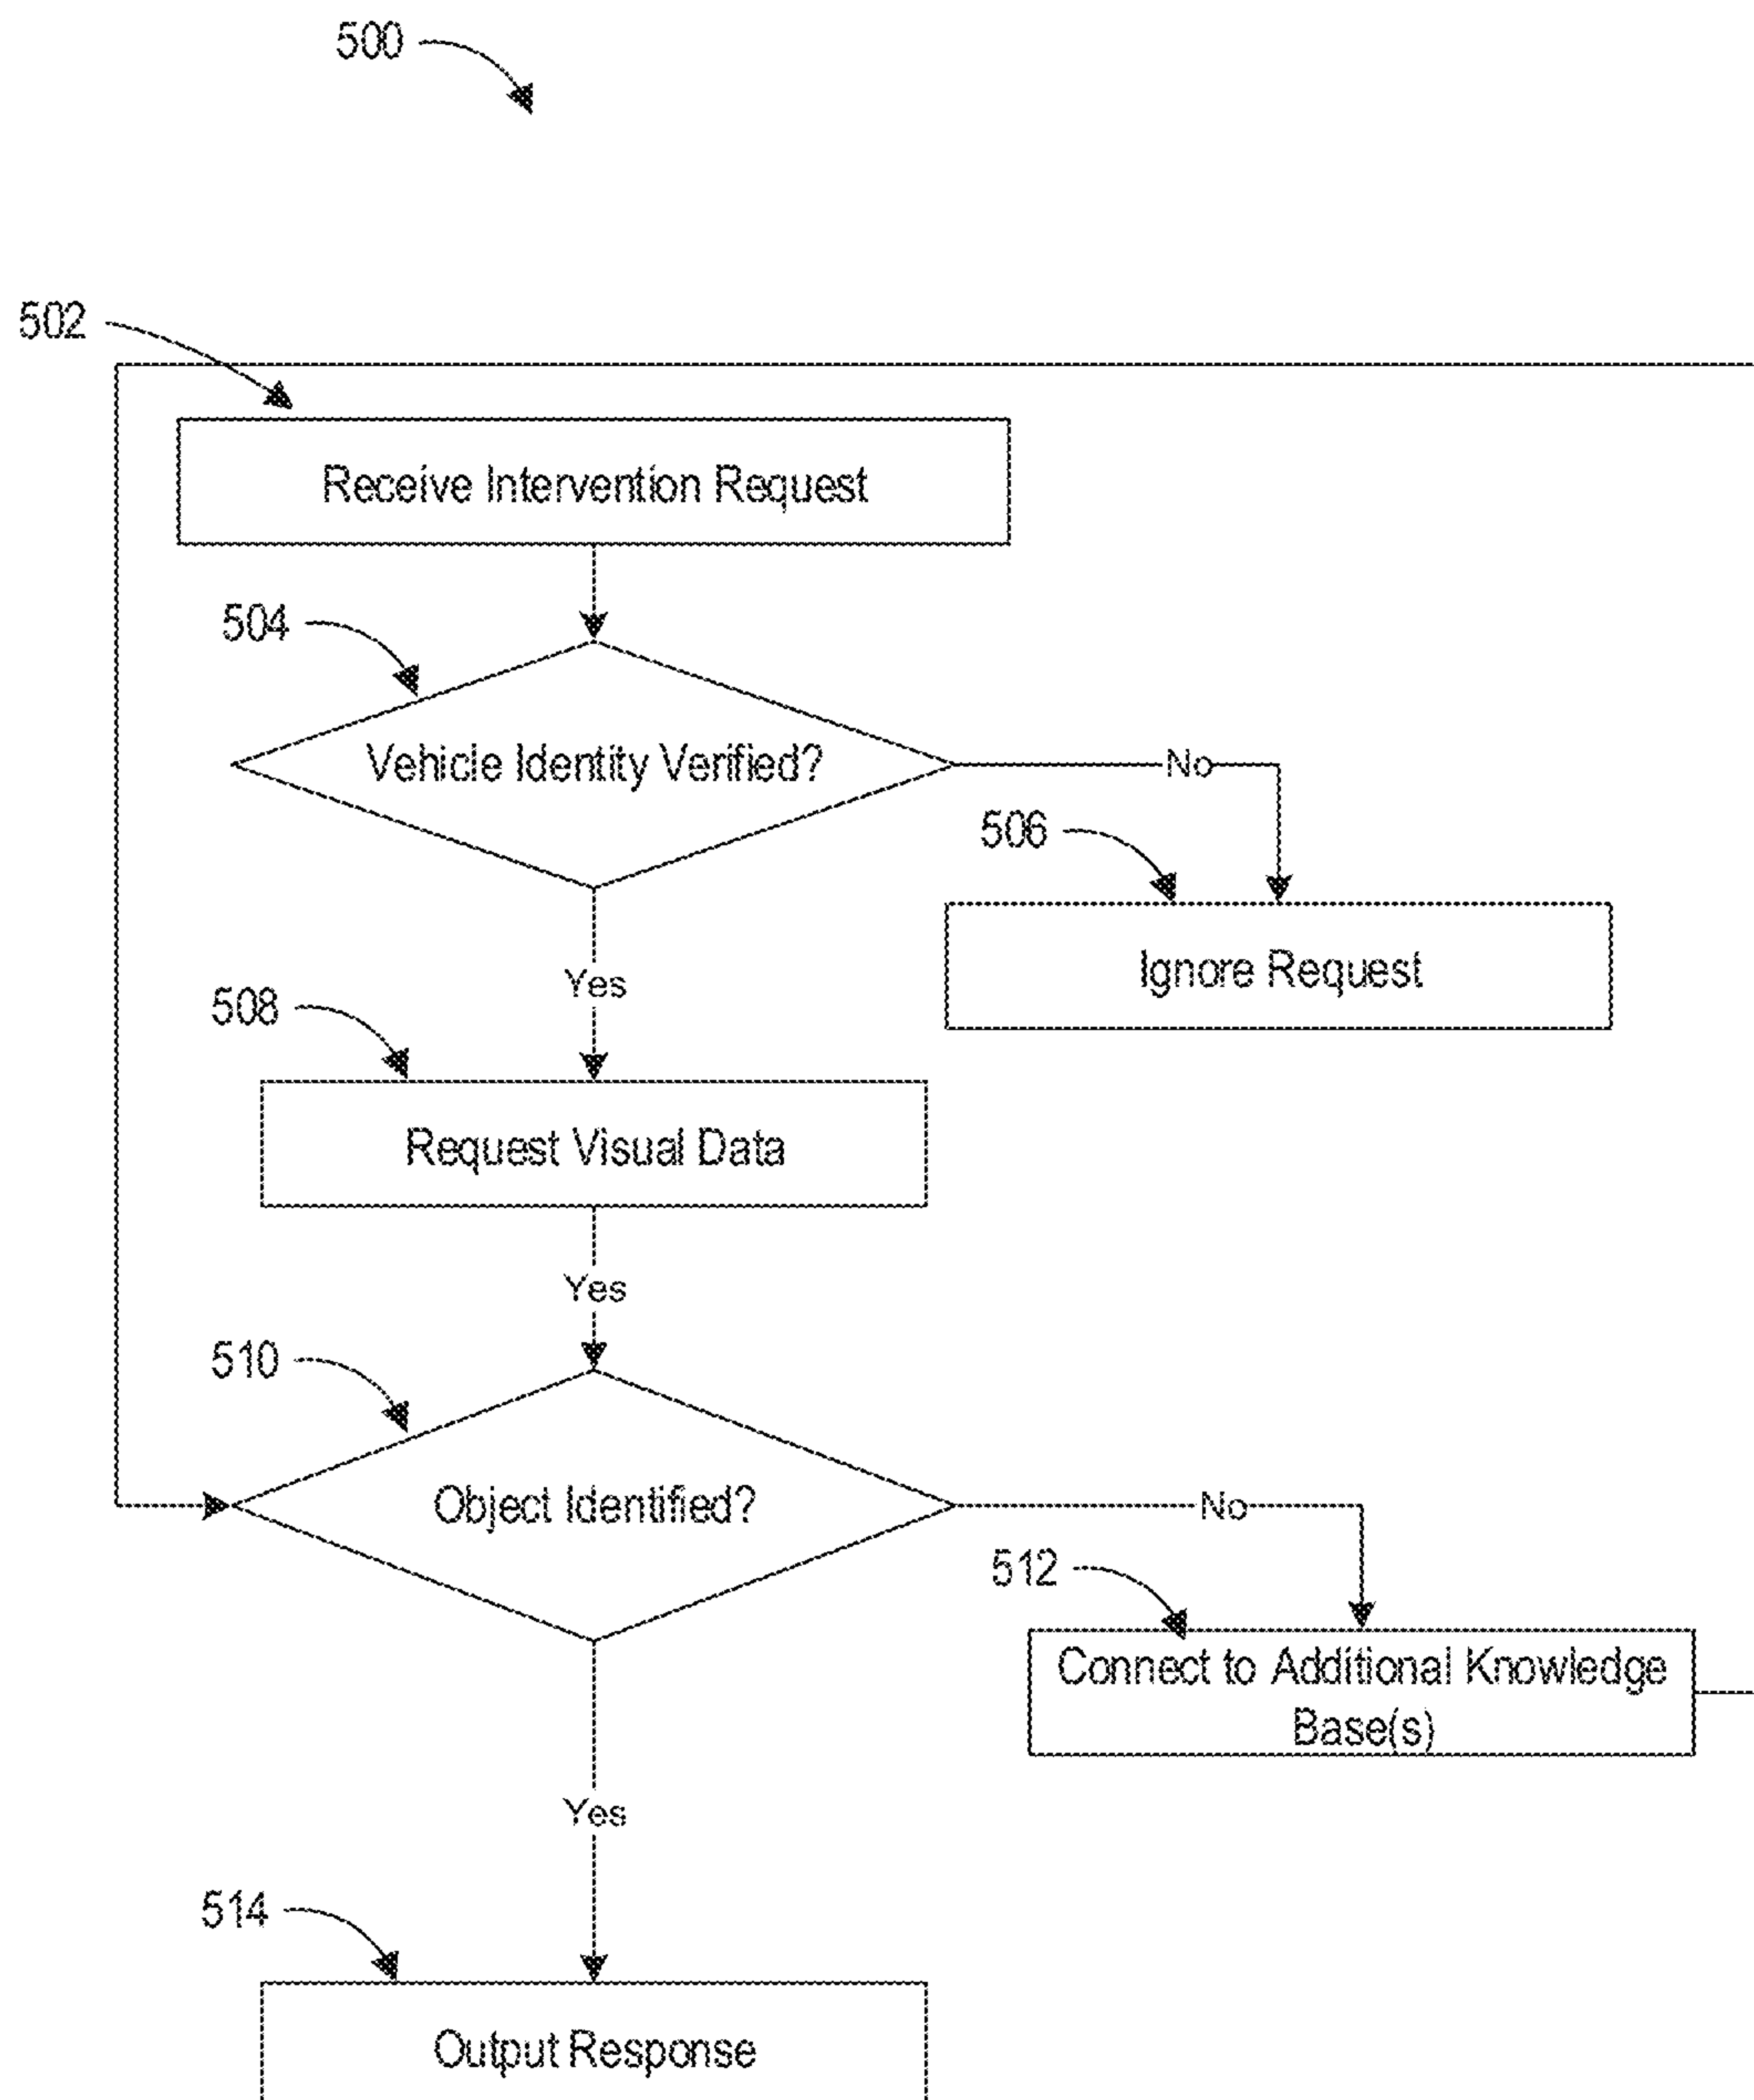 500
502
Receive Intervention Request
504
Vehicle Identity Verified?
No
506
Ignore Request
Yes
508
Request Visual Data
Yes
510
Object Identified?
No
512
Connect to Additional Knowledge
Base(s)
Yes
514
Output Response